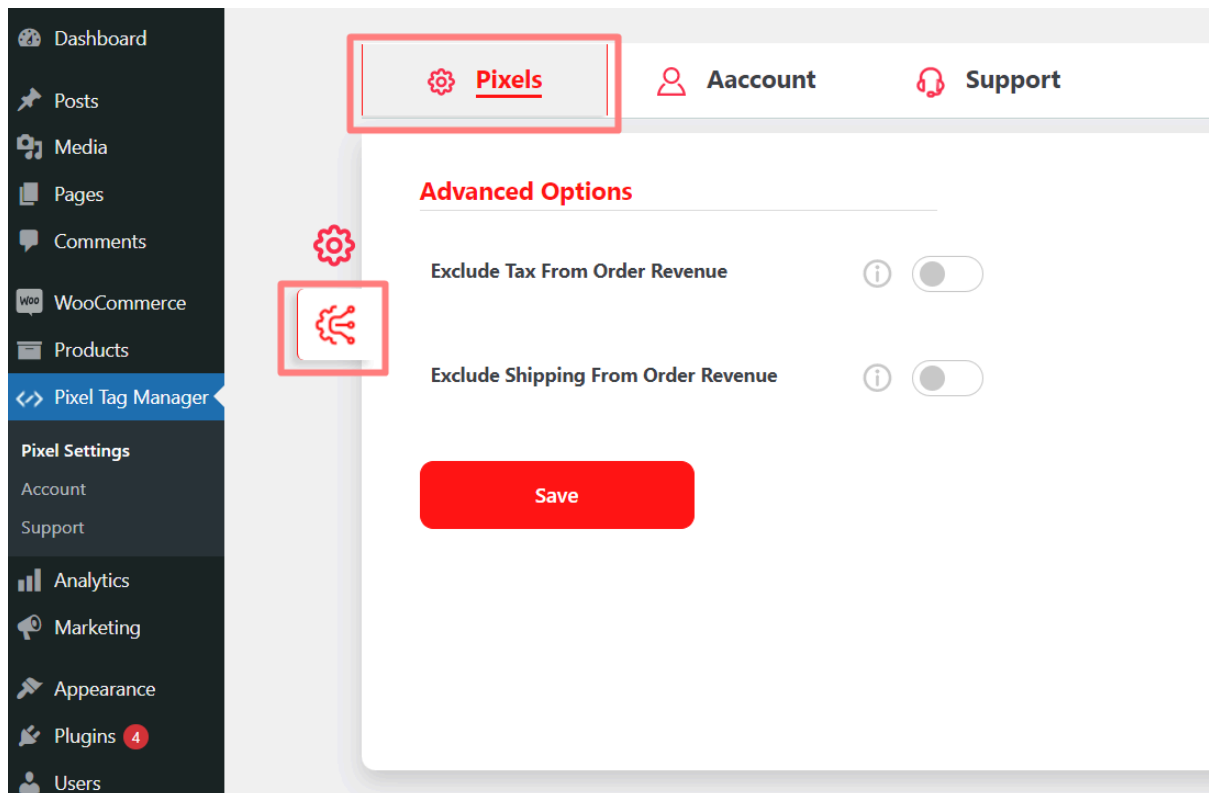 Dashboard
Posts
Media
Pages
Comments
Woo WooCommerce
Products
Pixel Tag Manager
Pixel Settings
Account
Support
Analytics
Marketing
Appearance
Plugins 4
Users
Pixels Aaccount Support
Advanced Options
Exclude Tax From Order Revenue
Exclude Shipping From Order Revenue
Save